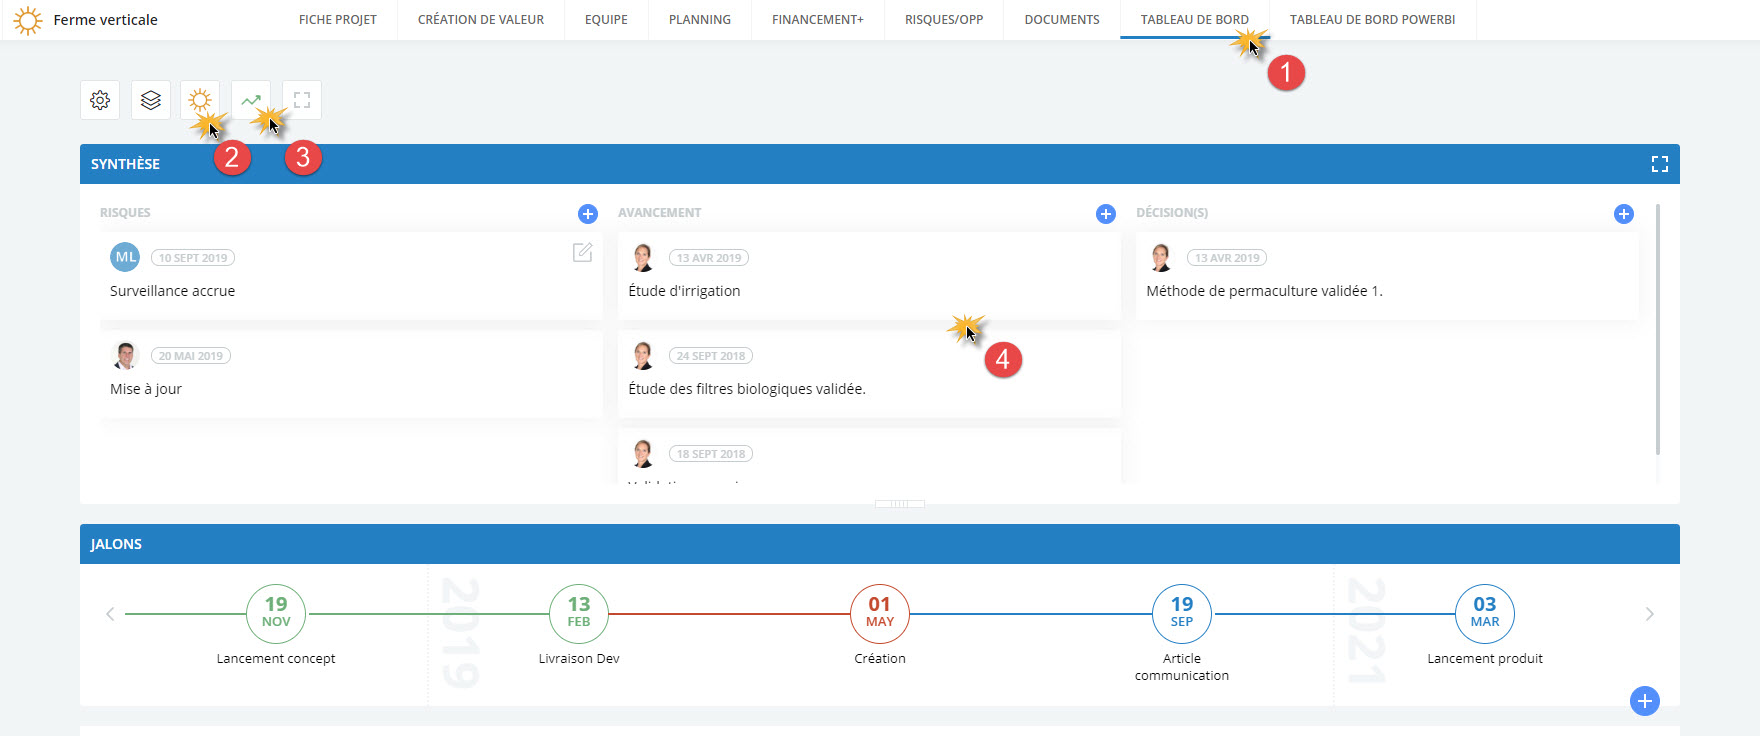 Ferme verticale
FICHE PROJET
CRÉATION DE VALEUR
EQUIPE
PLANNING
FINANCEMENT+
RISQUES/OPP
DOCUMENTS
TABLEAU DE BORD
TABLEAU DE BORD POWERBI
1
2
3
SYNTHÈSE
RISQUES
AVANCEMENT
DÉCISION(S)
ML
10 SEPT 2019
Surveillance accrue
20 MAI 2019
Mise à jour
13 AVR 2019
Étude d'irrigation
4
24 SEPT 2018
Étude des filtres biologiques validée.
18 SEPT 2018
13 AVR 2019
Méthode de permaculture validée 1.
JALONS
19
NOV
Lancement concept
2019
13
FEB
Livraison Dev
01
MAY
Création
19
SEP
Article
communication
2021
03
MAR
Lancement produit